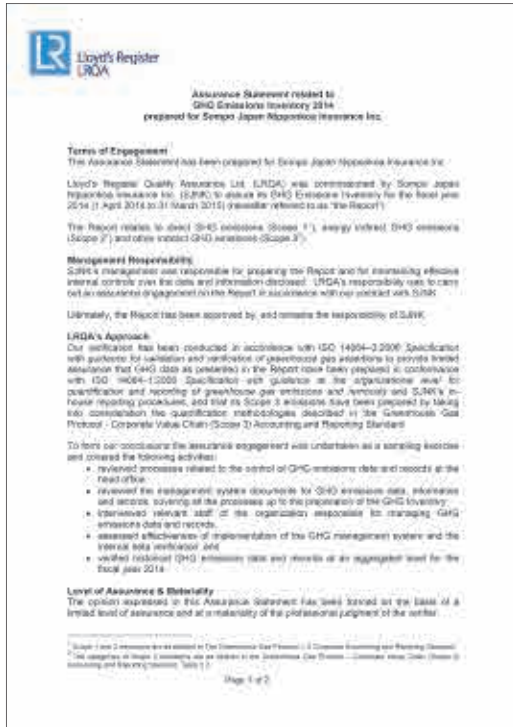 LR
Lloyd's Register
LRQA
Assurance Statement related to
GHG Emissions Inventory 2014
prepared for Sompo Japan Nipponkoa Insurance Inc.
Terms of Engagement
This Assurance Statement has been prepared for Sompo Japan Nipponkoa Insurance Inc.
Lloyd's Register Quality Assurance Ltd. (LRQA) was commissioned by Sompo Japan
Nipponkoa Insurance Inc. (SJNK) to assure its GHG Emissions Inventory for the fiscal year
2014 (1 April 2014 to 31 March 2015) (hereafter referred to as "the Report").
The Report relates to direct GHG emissions (Scope 1¹), energy indirect GHG emissions
(Scope 2¹) and other indirect GHG emissions (Scope 3²).
Management Responsibility
SJNK's management was responsible for preparing the Report and for maintaining effective
internal controls over the data and information disclosed. LRQA's responsibility was to carry
out an assurance engagement on the Report in accordance with our contract with SJNK.
Ultimately, the Report has been approved by, and remains the responsibility of SJNK.
LRQA's Approach
Our verification has been conducted in accordance with ISO 14064–3:2006 Specification
with guidance for validation and verification of greenhouse gas assertions to provide limited
assurance that GHG data as presented in the Report have been prepared in conformance
with ISO 14064–1:2006 Specification with guidance at the organizational level for
quantification and reporting of greenhouse gas emissions and removals and SJNK's in-
house reporting procedures, and that its Scope 3 emissions have been prepared by taking
into consideration the quantification methodologies described in the Greenhouse Gas
Protocol - Corporate Value Chain (Scope 3) Accounting and Reporting Standard.
To form our conclusions the assurance engagement was undertaken as a sampling exercise
and covered the following activities:
• reviewed processes related to the control of GHG emissions data and records at the
head office
• reviewed the management system documents for GHG emissions data, information
and records, covering all the processes up to the preparation of the GHG Inventory
• interviewed relevant staff of the organization responsible for managing GHG
emissions data and records,
• assessed effectiveness of implementation of the GHG management system and the
internal data verification, and
• verified historical GHG emissions data and records at an aggregated level for the
fiscal year 2014
Level of Assurance & Materiality
The opinion expressed in this Assurance Statement has been formed on the basis of a
limited level of assurance and at a materiality of the professional judgment of the verifier.
Page 1 of 2